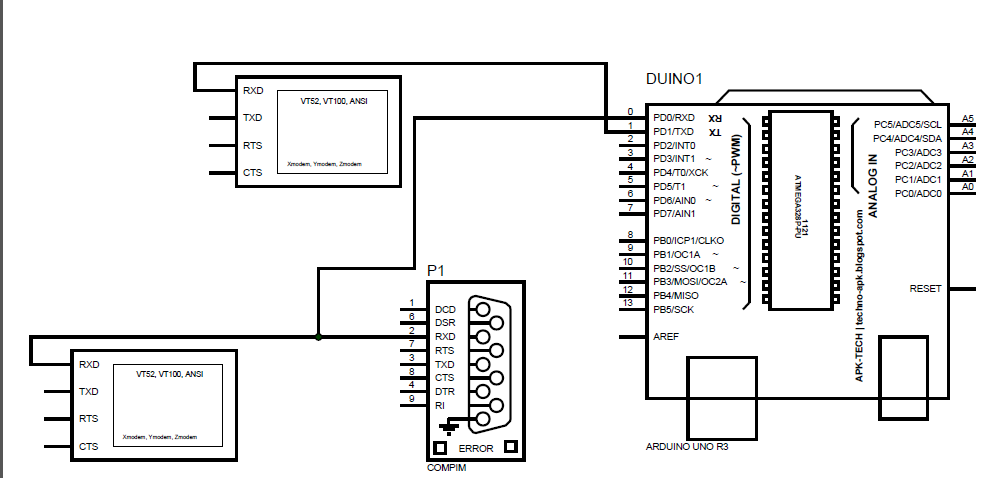 RXD
TXD
RTS
CTS
VT52, VT100, ANSI
Xmodem, Ymodem, Zmodem
RXD
TXD
RTS
CTS
VT52, VT100, ANSI
Xmodem, Ymodem, Zmodem
P1
1 DCD
6 DSR
2 RXD
7 RTS
3 TXD
8 CTS
4 DTR
9 RI
ERROR
COMPIM
DUINO1
0 PD0/RXD RX
1 PD1/TXD TX
2 PD2/INT0
3 PD3/INT1 ~
4 PD4/T0/XCK
5 PD5/T1 ~
6 PD6/AIN0 ~
7 PD7/AIN1
8 PB0/ICP1/CLKO
9 PB1/OC1A ~
10 PB2/SS/OC1B ~
11 PB3/MOSI/OC2A ~
12 PB4/MISO
13 PB5/SCK
AREF
DIGITAL (~PWM)
ATMEGA328P-PU
1121
ANALOG IN
PC5/ADC5/SCL A5
PC4/ADC4/SDA A4
PC3/ADC3 A3
PC2/ADC2 A2
PC1/ADC1 A1
PC0/ADC0 A0
RESET
APK-TECH | techno-apk.blogspot.com
ARDUINO UNO R3